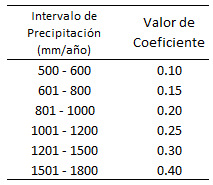 Intervalo de Precipitación (mm/año) Valor de Coeficiente
500 - 600 0.10
601 - 800 0.15
801 - 1000 0.20
1001 - 1200 0.25
1201 - 1500 0.30
1501 - 1800 0.40